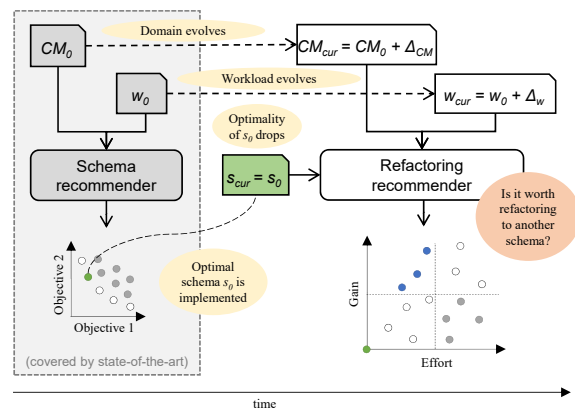 Domain evolves
CM0
CMcur = CM0 + ΔCM
Workload evolves
w0
wcur = w0 + Δw
Optimality
of s0 drops
Schema
recommender
scur = s0
Refactoring
recommender
Is it worth
refactoring
to another
schema?
Objective 2
Objective 1
Optimal
schema s0 is
implemented
Gain
Effort
(covered by state-of-the-art)
time